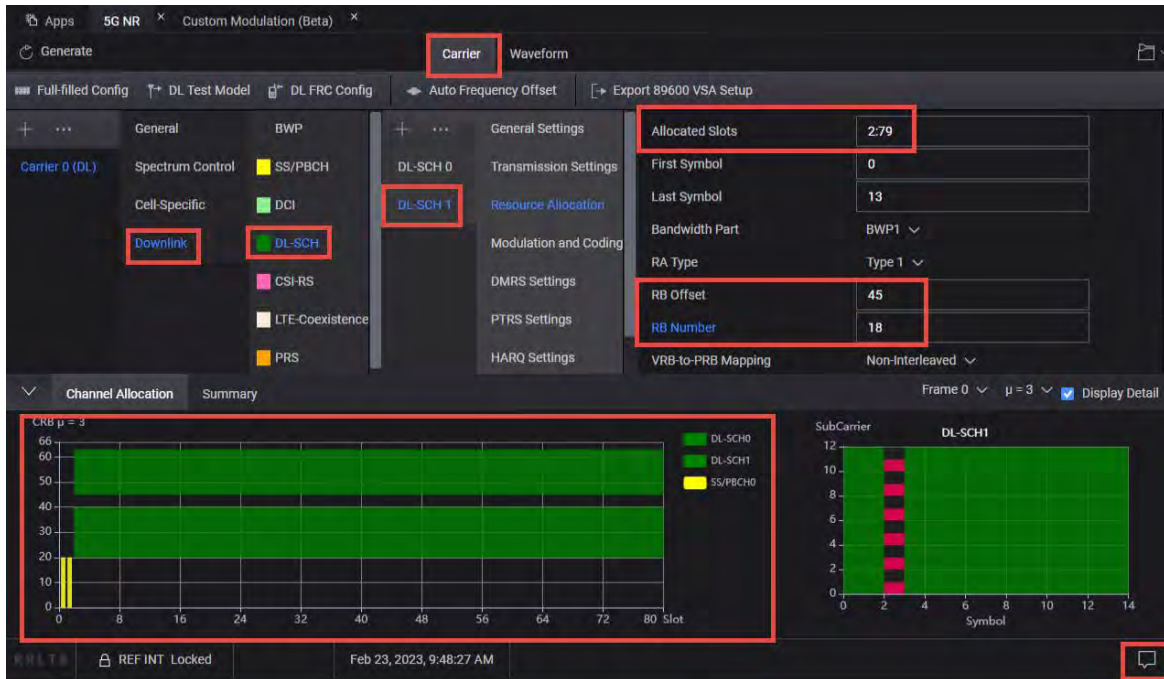 Apps 5G NR × Custom Modulation (Beta) ×
Generate Carrier Waveform
Full-filled Config DL Test Model DL FRC Config Auto Frequency Offset Export 89600 VSA Setup
+ ... General BWP + ... General Settings Allocated Slots 2:79
Carrier 0 (DL) Spectrum Control SS/PBCH DL-SCH 0 Transmission Settings First Symbol 0
Cell-Specific DCI DL-SCH 1 Resource Allocation Last Symbol 13
Downlink DL-SCH Modulation and Coding Bandwidth Part BWP1
RA Type Type 1
CSI-RS DMRS Settings RB Offset 45
LTE-Coexistence PTRS Settings RB Number 18
PRS HARQ Settings VRB-to-PRB Mapping Non-Interleaved
Channel Allocation Summary Frame 0 μ = 3 Display Detail
CRB μ = 3
66
60
50
40
30
20
10
0
0 8 16 24 32 40 48 56 64 72 80 Slot
DL-SCH0
DL-SCH1
SS/PBCH0
SubCarrier DL-SCH1
12
10
8
6
4
2
0
0 2 4 6 8 10 12 14
Symbol
REF INT Locked Feb 23, 2023, 9:48:27 AM